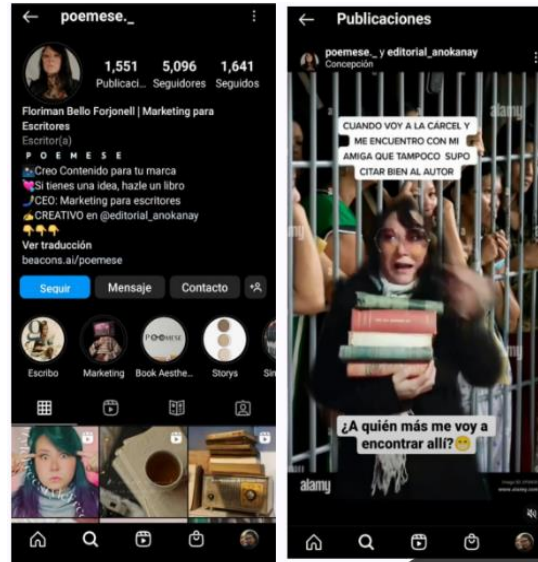 poemese._
1,551 5,096 1,641
Publicaci... Seguidores Seguidos
Floriman Bello Forjonell | Marketing para
Escritores
Escritor(a)
P O E M E S E
Creo Contenido para tu marca
Si tienes una idea, hazle un libro
CEO: Marketing para escritores
CREATIVO en @editorial_anokanay
Ver traducción
beacons.ai/poemese
Seguir Mensaje Contacto
Escribo Marketing Book Aesthe... Storys Sin
Publicaciones
poemese._ y editorial_anokanay
Concepción
alamy
CUANDO VOY A LA CÁRCEL Y
ME ENCUENTRO CON MI
AMIGA QUE TAMPOCO SUPO
CITAR BIEN AL AUTOR
¿A quién más me voy a
encontrar allí?
alamy
www.alamy.com